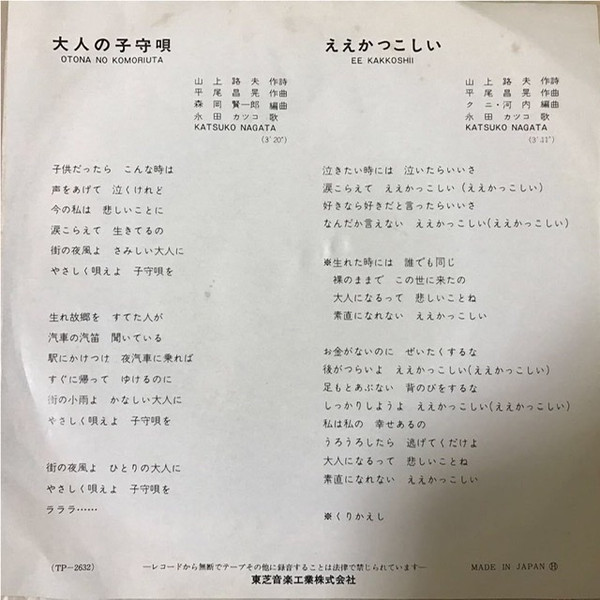 大人の子守唄
OTONA NO KOMORIUTA
山上路夫 作詩
平尾昌晃 作曲
森岡賢一郎 編曲
永田カツコ 歌
KATSUKO NAGATA
(3′20″)
子供だったら こんな時は
声をあげて 泣くけれど
今の私は 悲しいことに
涙こらえて 生きてるの
街の夜風よ さみしい大人に
やさしく唄えよ 子守唄を
生れ故郷を すてた人が
汽車の汽笛 聞いている
駅にかけつけ 夜汽車に乗れば
すぐに帰って ゆけるのに
街の小雨よ かなしい大人に
やさしく唄えよ 子守唄を
街の夜風よ ひとりの大人に
やさしく唄えよ 子守唄を
ラララ……
ええかっこしい
EE KAKKOSHII
山上路夫 作詩
平尾昌晃 作曲
クニ・河内 編曲
永田カツコ 歌
KATSUKO NAGATA
泣きたい時には 泣いたらいいさ
涙こらえて ええかっこしい(ええかっこしい)
好きなら好きだと言ったらいいさ
なんだか言えない ええかっこしい(ええかっこしい)
※生れた時には 誰でも同じ
裸のままで この世に来たの
大人になるって 悲しいことね
素直になれない ええかっこしい
お金がないのに ぜいたくするな
後がつらいよ ええかっこしい(ええかっこしい)
足もとあぶない 背のびをするな
しっかりしようよ ええかっこしい(ええかっこしい)
私は私の 幸せあるの
うろうろしたら 逃げてくだけよ
大人になるって 悲しいことね
素直になれない ええかっこしい
※くりかえし
(TP-2632)
―レコードから無断でテープその他に録音することは法律で禁じられています―
東芝音楽工業株式会社
MADE IN JAPAN